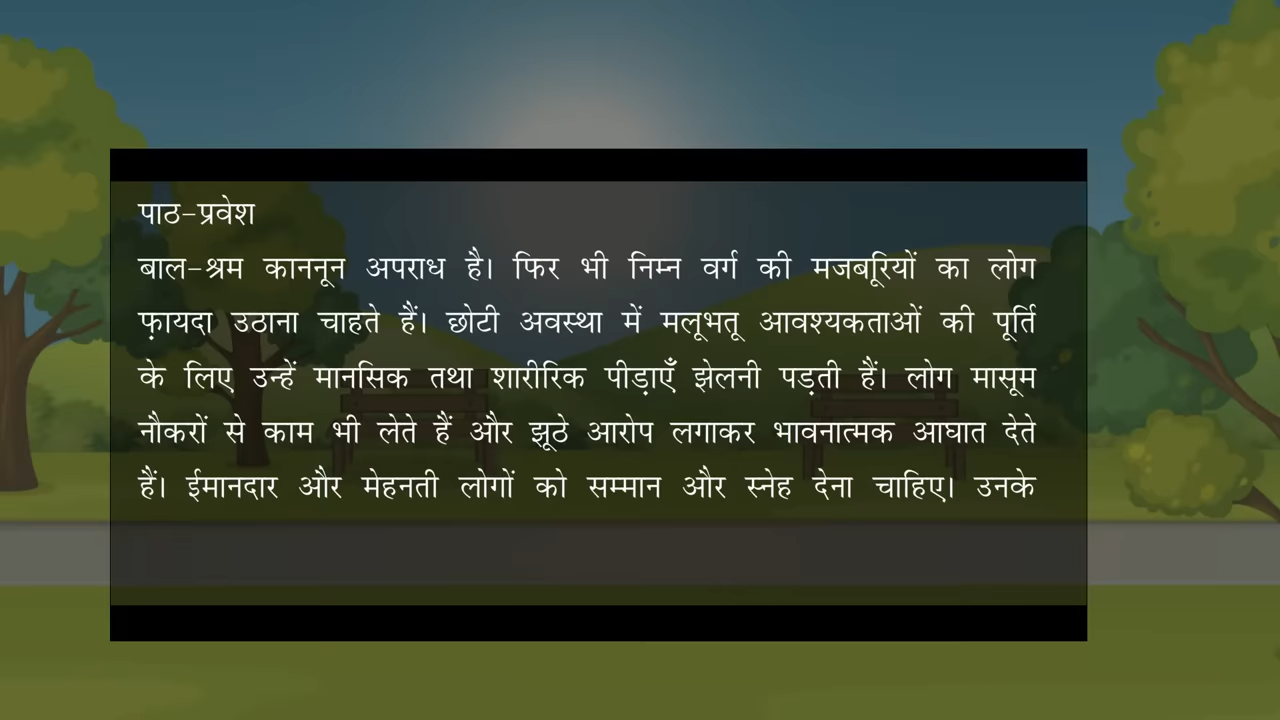 पाठ-प्रवेश
बाल-श्रम काननून अपराध है। फिर भी निम्न वर्ग की मजबूरियों का लोग
फ़ायदा उठाना चाहते हैं। छोटी अवस्था में मलूभतू आवश्यकताओं की पूर्ति
के लिए उन्हें मानसिक तथा शारीरिक पीड़ाएँ झेलनी पड़ती हैं। लोग मासूम
नौकरों से काम भी लेते हैं और झूठे आरोप लगाकर भावनात्मक आघात देते
हैं। ईमानदार और मेहनती लोगों को सम्मान और स्नेह देना चाहिए। उनके